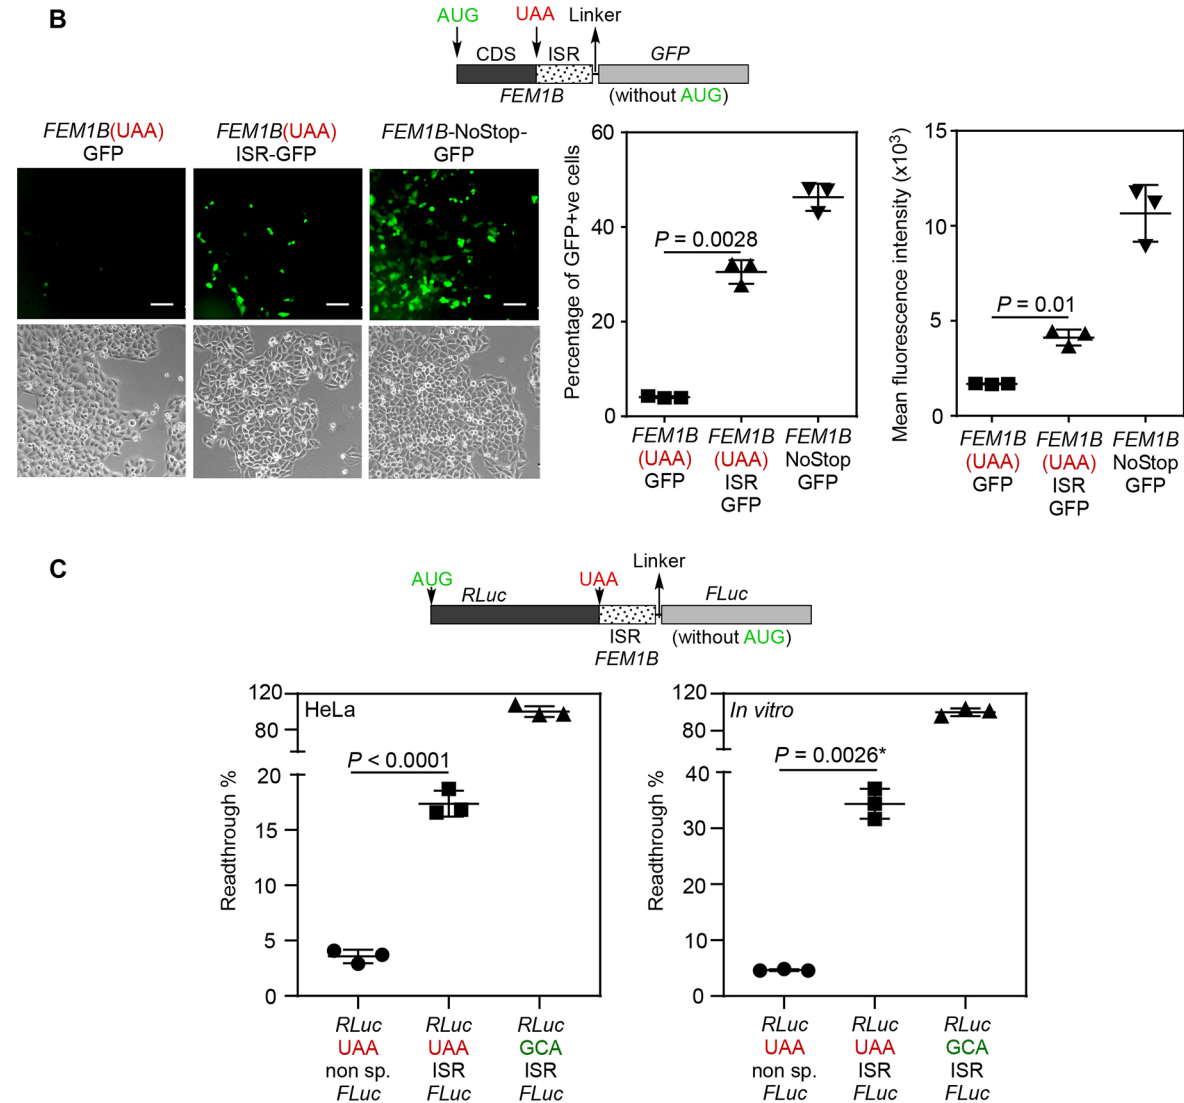 B
AUG UAA Linker
CDS ISR GFP
FEM1B (without AUG)
FEM1B(UAA)
GFP
FEM1B(UAA)
ISR-GFP
FEM1B-NoStop-
GFP
Percentage of GFP+ve cells
60
40
20
0
P = 0.0028
FEM1B
(UAA)
GFP
FEM1B
(UAA)
ISR
GFP
FEM1B
NoStop
GFP
Mean fluorescence intensity (x10³)
15
10
5
0
P = 0.01
FEM1B
(UAA)
GFP
FEM1B
(UAA)
ISR
GFP
FEM1B
NoStop
GFP
C
AUG RLuc UAA Linker FLuc
ISR (without AUG)
FEM1B
Readthrough %
120
80
20
15
10
5
0
HeLa
P < 0.0001
RLuc
UAA
non sp.
FLuc
RLuc
UAA
ISR
FLuc
RLuc
GCA
ISR
FLuc
Readthrough %
120
80
40
30
20
10
0
In vitro
P = 0.0026*
RLuc
UAA
non sp.
FLuc
RLuc
UAA
ISR
FLuc
RLuc
GCA
ISR
FLuc